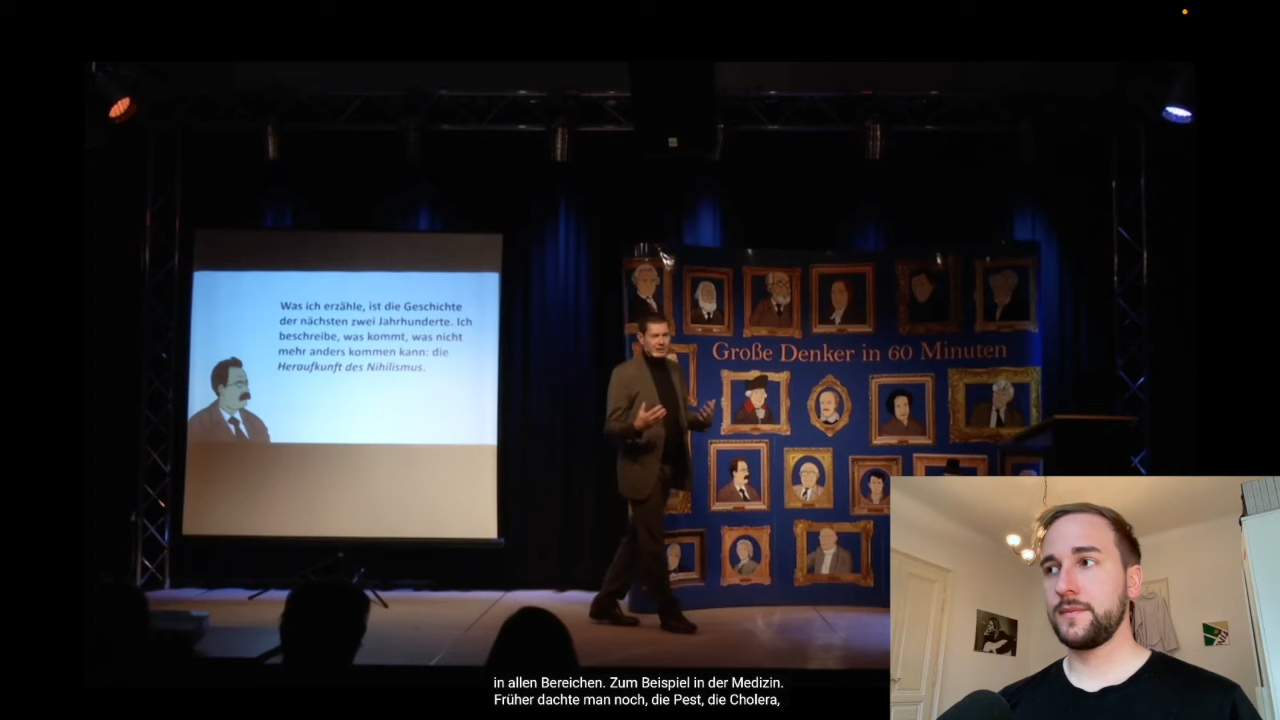 Was ich erzähle, ist die Geschichte
der nächsten zwei Jahrhunderte. Ich
beschreibe, was kommt, was nicht
mehr anders kommen kann: die
Heraufkunft des Nihilismus.
Große Denker in 60 Minuten
in allen Bereichen. Zum Beispiel in der Medizin.
Früher dachte man noch, die Pest, die Cholera,